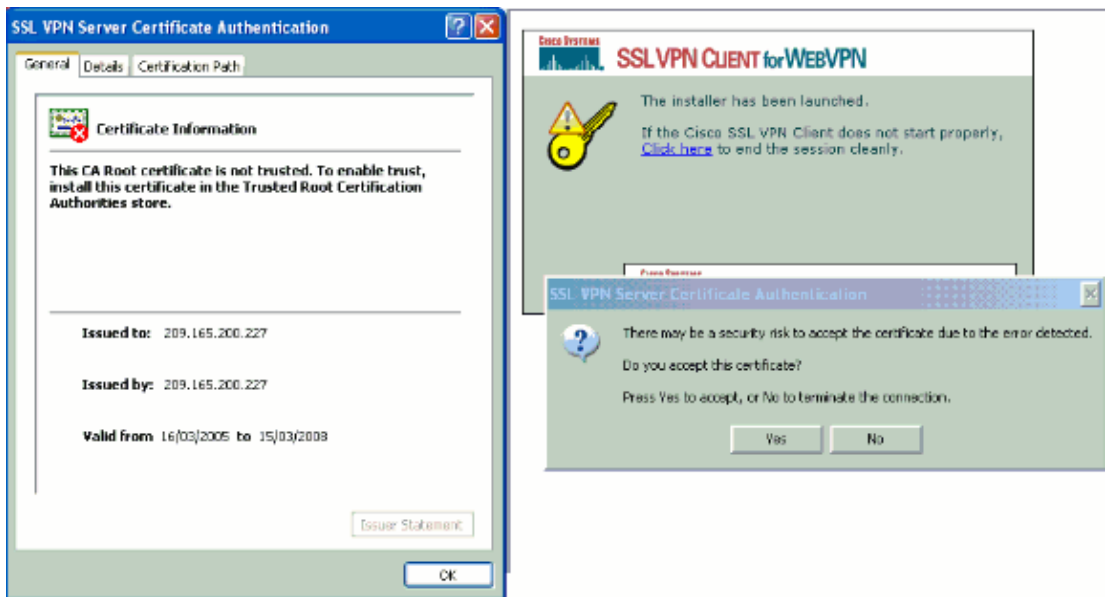 SSL VPN Server Certificate Authentication
General Details Certification Path
Certificate Information
This CA Root certificate is not trusted. To enable trust,
install this certificate in the Trusted Root Certification
Authorities store.
Issued to: 209.165.200.227
Issued by: 209.165.200.227
Valid from 16/03/2005 to 15/03/2008
Issuer Statement
OK
Cisco Systems
SSL VPN CLIENT for WEBVPN
The installer has been launched.
If the Cisco SSL VPN Client does not start properly,
Click here to end the session cleanly.
Cisco Systems
SSL VPN Server Certificate Authentication
There may be a security risk to accept the certificate due to the error detected.
Do you accept this certificate?
Press Yes to accept, or No to terminate the connection.
Yes No